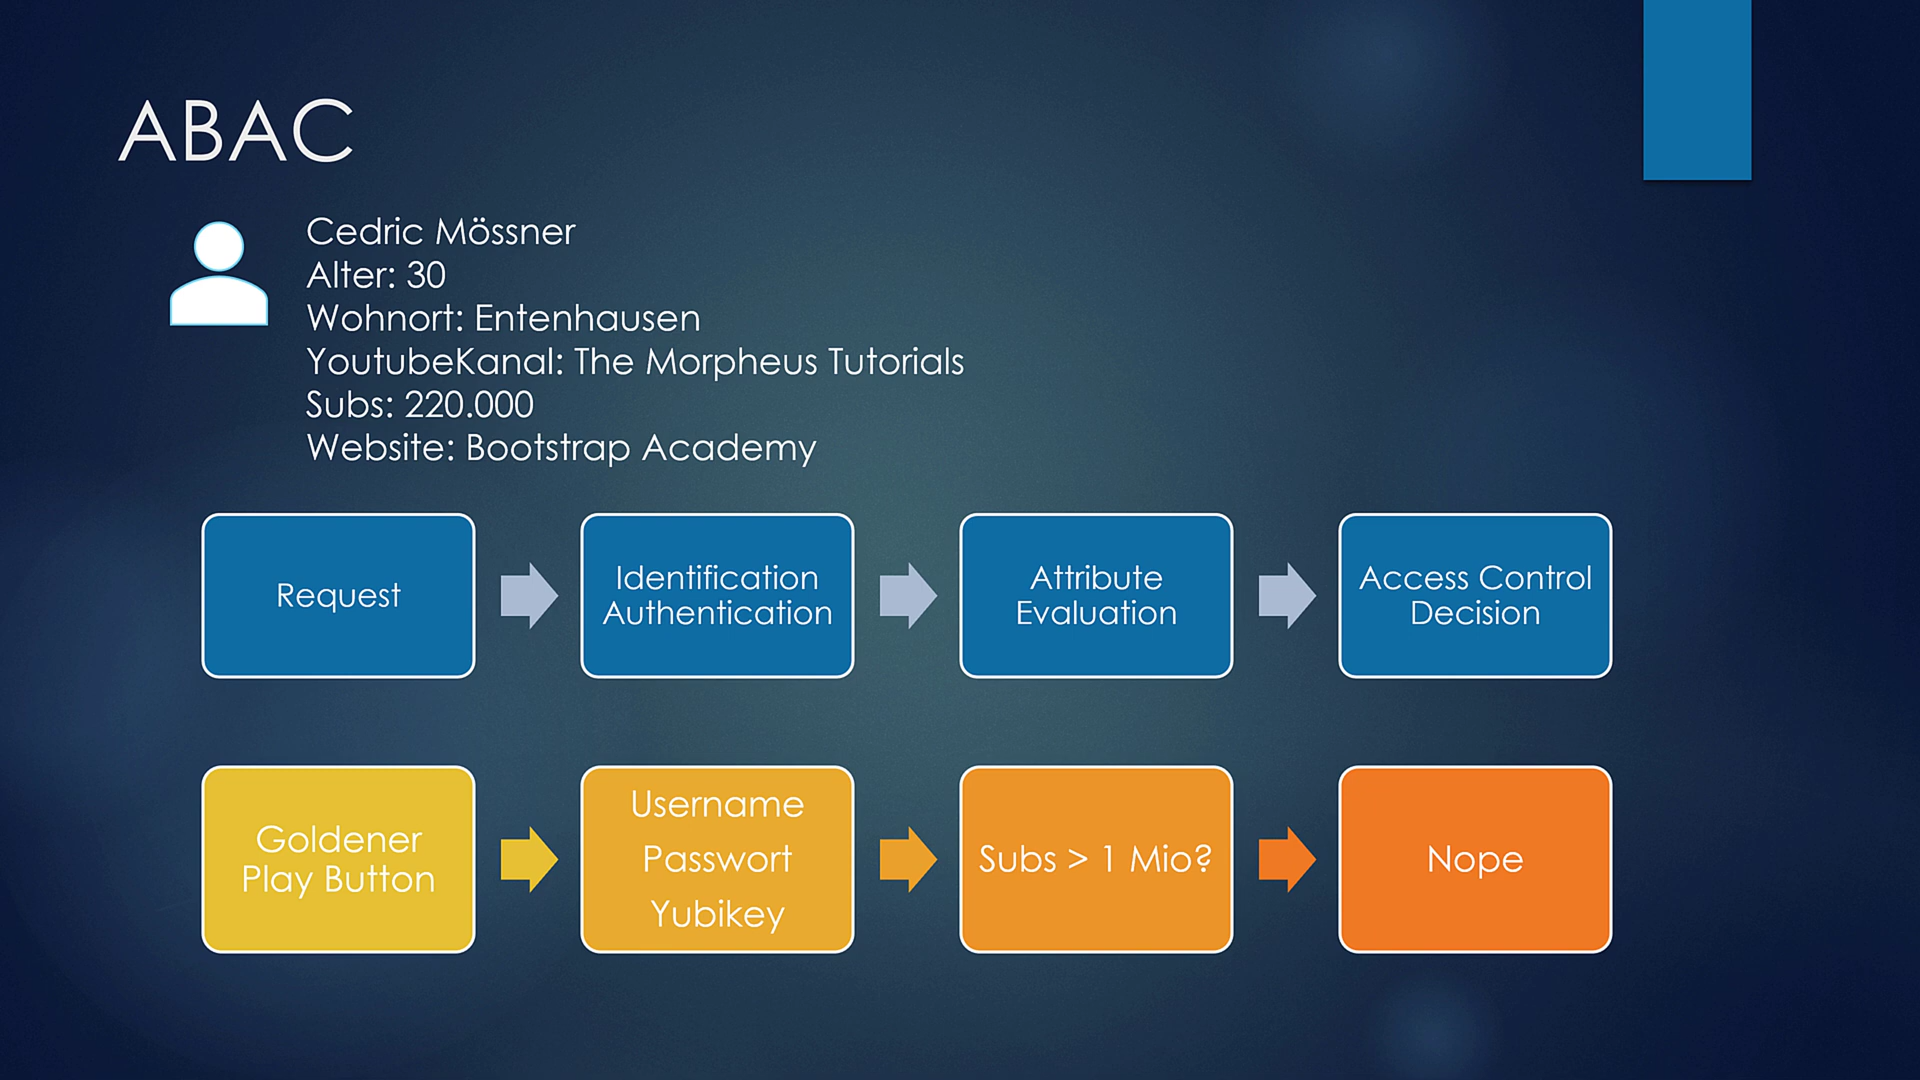 ABAC
Cedric Mössner
Alter: 30
Wohnort: Entenhausen
YoutubeKanal: The Morpheus Tutorials
Subs: 220.000
Website: Bootstrap Academy
Request
Identification
Authentication
Attribute
Evaluation
Access Control
Decision
Goldener
Play Button
Username
Passwort
Yubikey
Subs > 1 Mio?
Nope